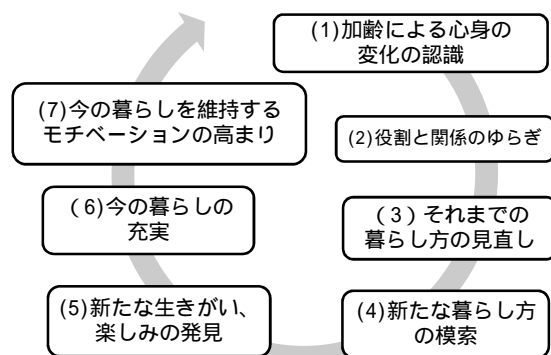 (1)加齢による心身の
変化の認識
(2)役割と関係のゆらぎ
(3)それまでの
暮らし方の見直し
(4)新たな暮らし方
の模索
(5)新たな生きがい、
楽しみの発見
(6)今の暮らしの
充実
(7)今の暮らしを維持する
モチベーションの高まり